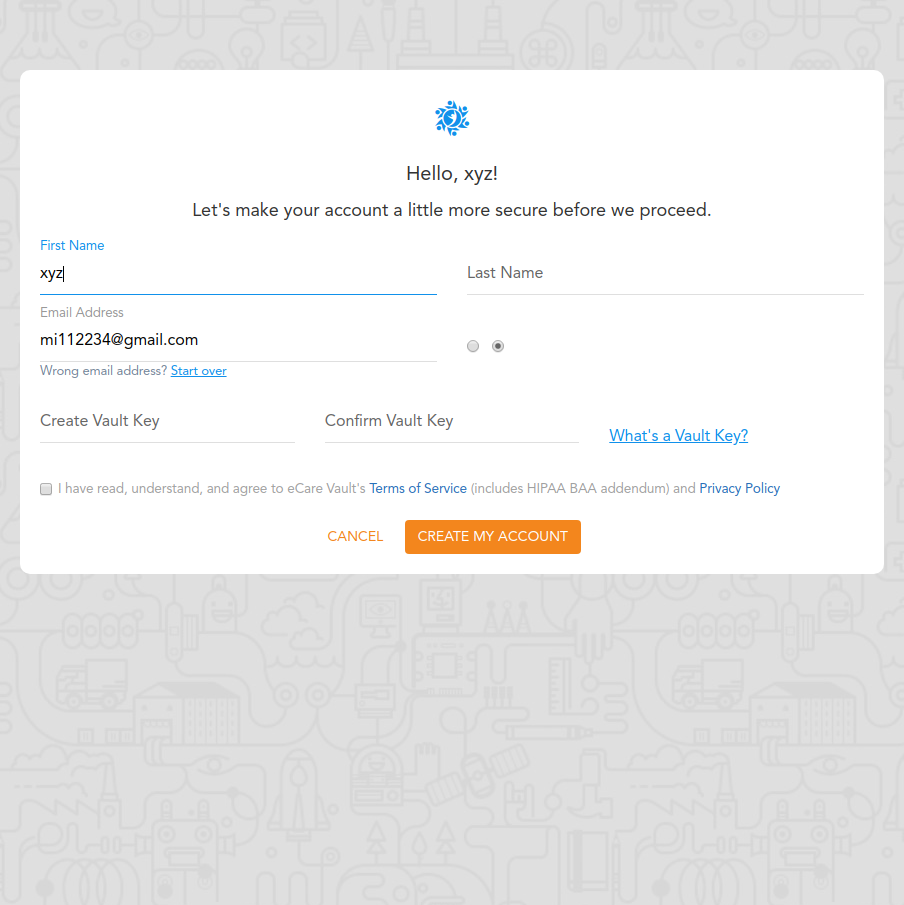 Hello, xyz!
Let's make your account a little more secure before we proceed.
First Name
xyz
Last Name
Email Address
mi112234@gmail.com
Wrong email address? Start over
Create Vault Key
Confirm Vault Key
What's a Vault Key?
I have read, understand, and agree to eCare Vault's Terms of Service (includes HIPAA BAA addendum) and Privacy Policy
CANCEL
CREATE MY ACCOUNT